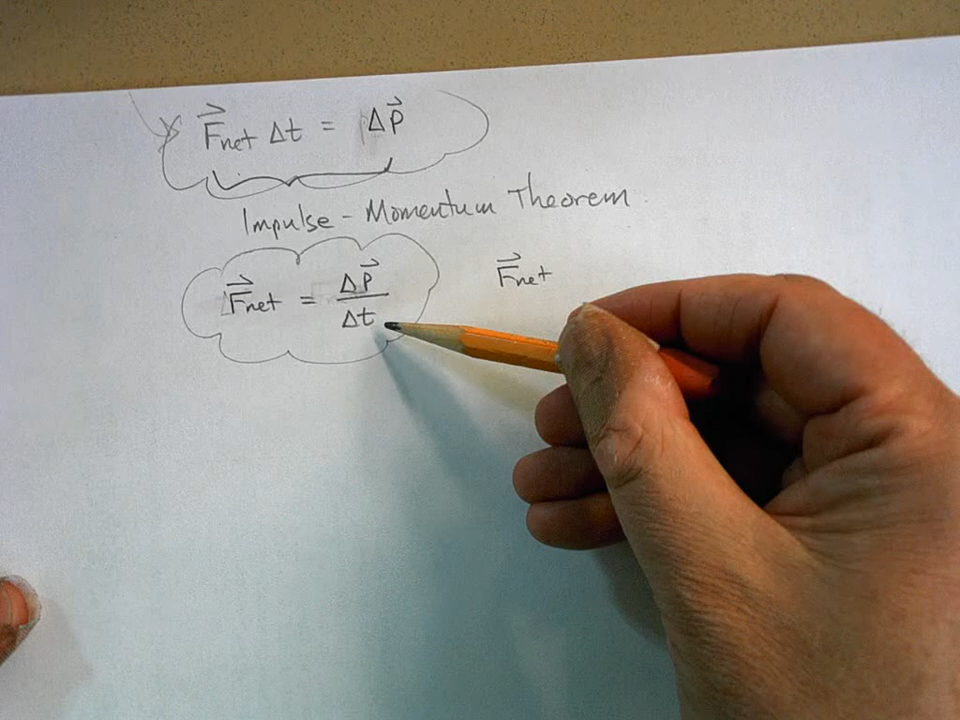 F⃗net Δt = ΔP⃗
Impulse - Momentum Theorem
F⃗net = ΔP⃗/Δt F⃗net